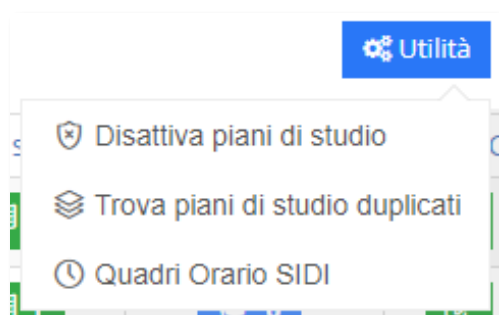 Utilità
Disattiva piani di studio
Trova piani di studio duplicati
Quadri Orario SIDI